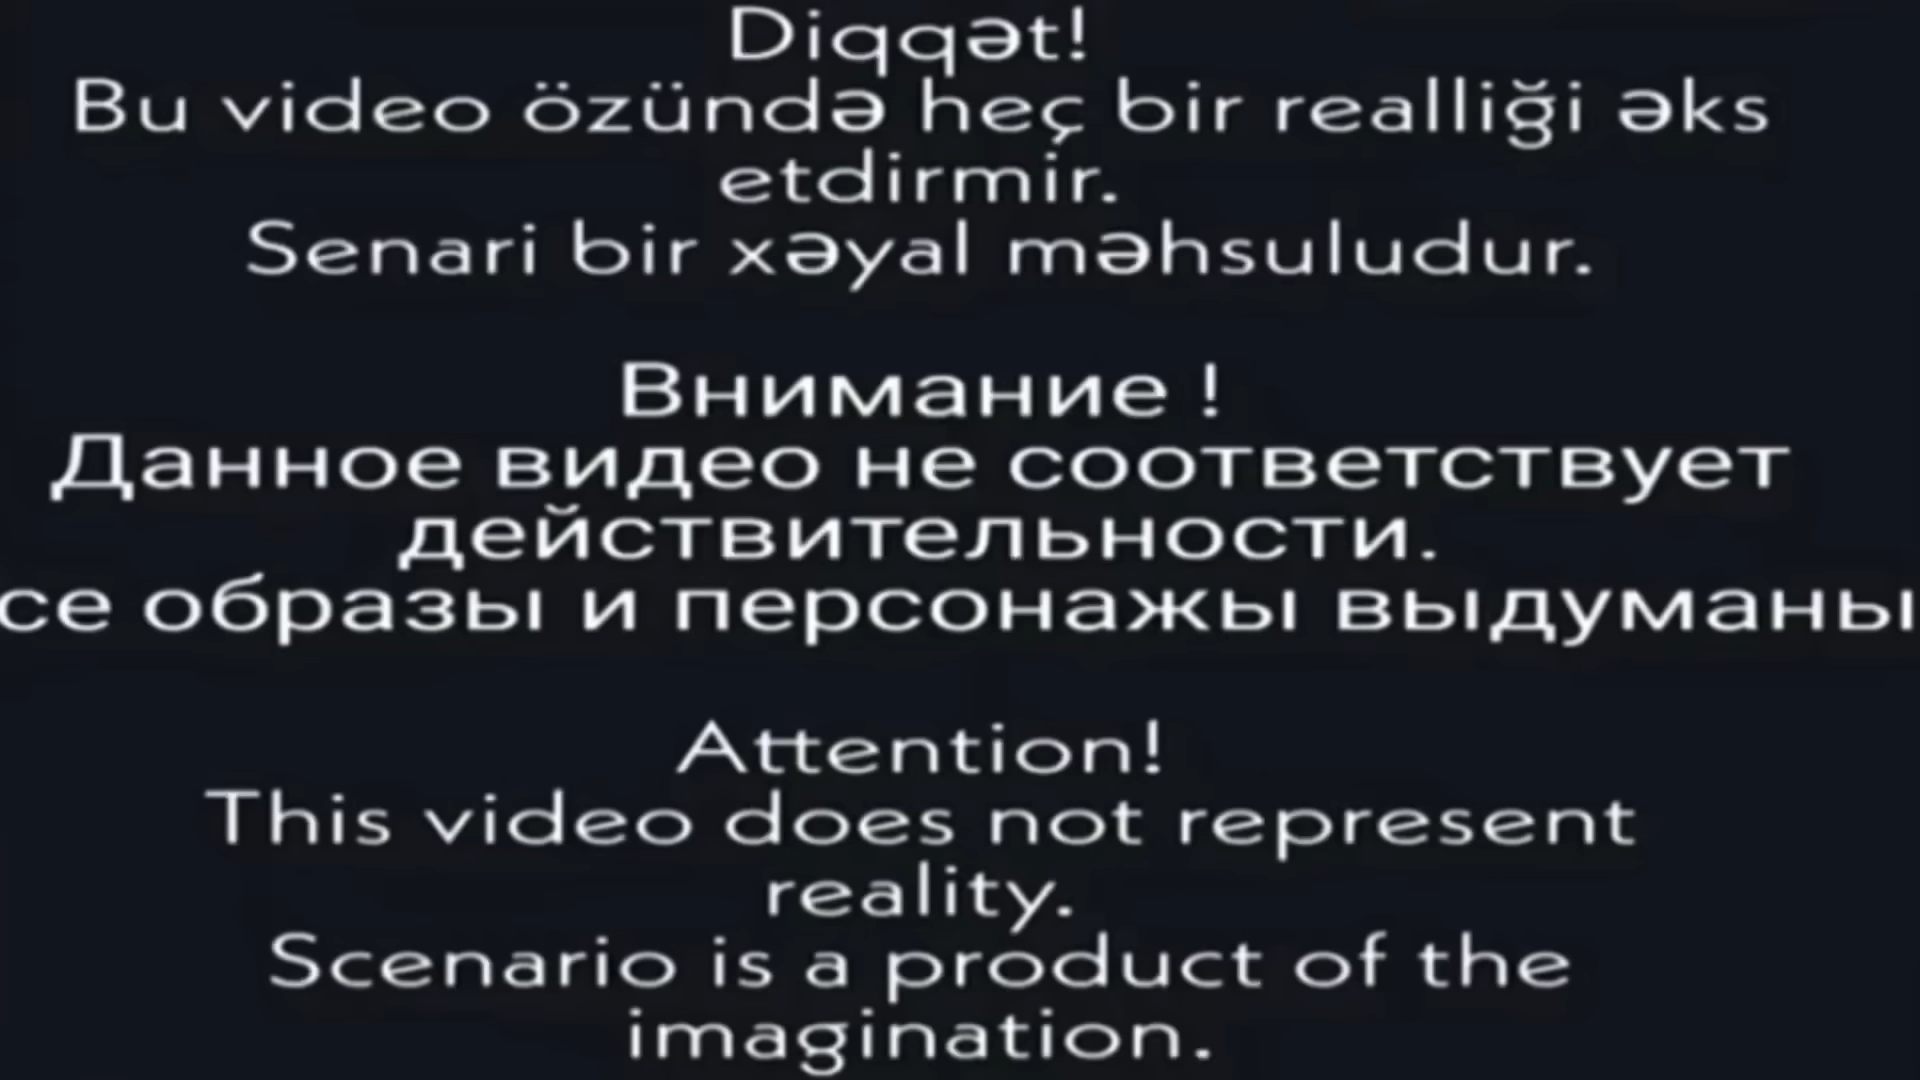 Diqqət!
Bu video özündə heç bir realliği əks
etdirmir.
Senari bir xəyal məhsuludur.
Внимание !
Данное видео не соответствует
действительности.
се образы и персонажы выдуманы
Attention!
This video does not represent
reality.
Scenario is a product of the
imagination.